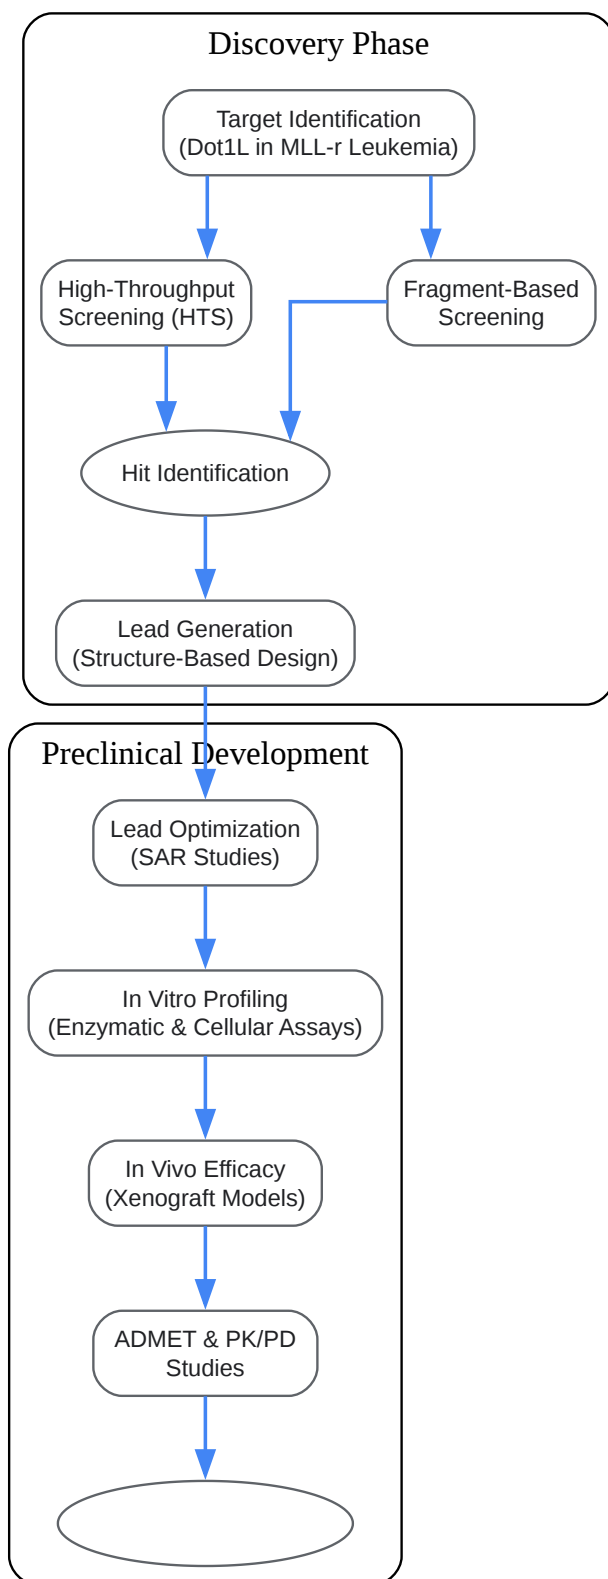 Discovery Phase
Target Identification
(Dot1L in MLL-r Leukemia)
High-Throughput
Screening (HTS)
Fragment-Based
Screening
Hit Identification
Lead Generation
(Structure-Based Design)
Preclinical Development
Lead Optimization
(SAR Studies)
In Vitro Profiling
(Enzymatic & Cellular Assays)
In Vivo Efficacy
(Xenograft Models)
ADMET & PK/PD
Studies